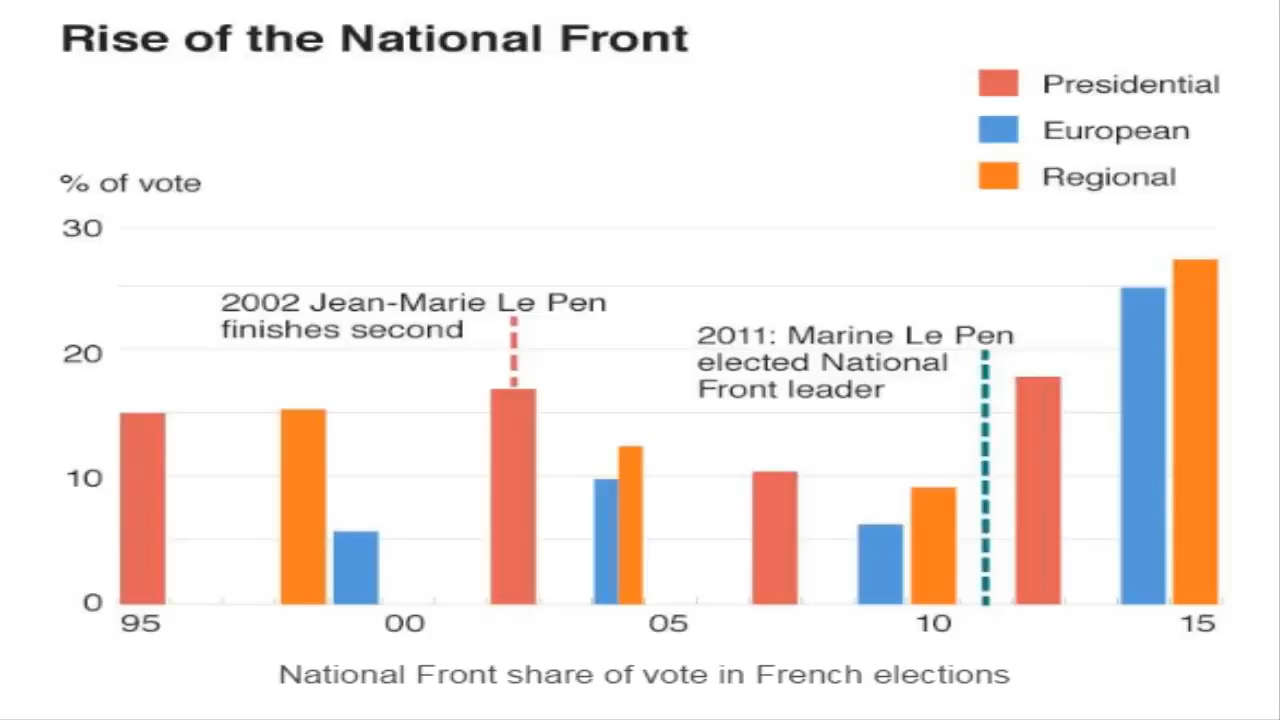 Rise of the National Front
Presidential
European
Regional
% of vote
30
2002 Jean-Marie Le Pen
finishes second
2011: Marine Le Pen
elected National
Front leader
20
10
0
95 00 05 10 15
National Front share of vote in French elections